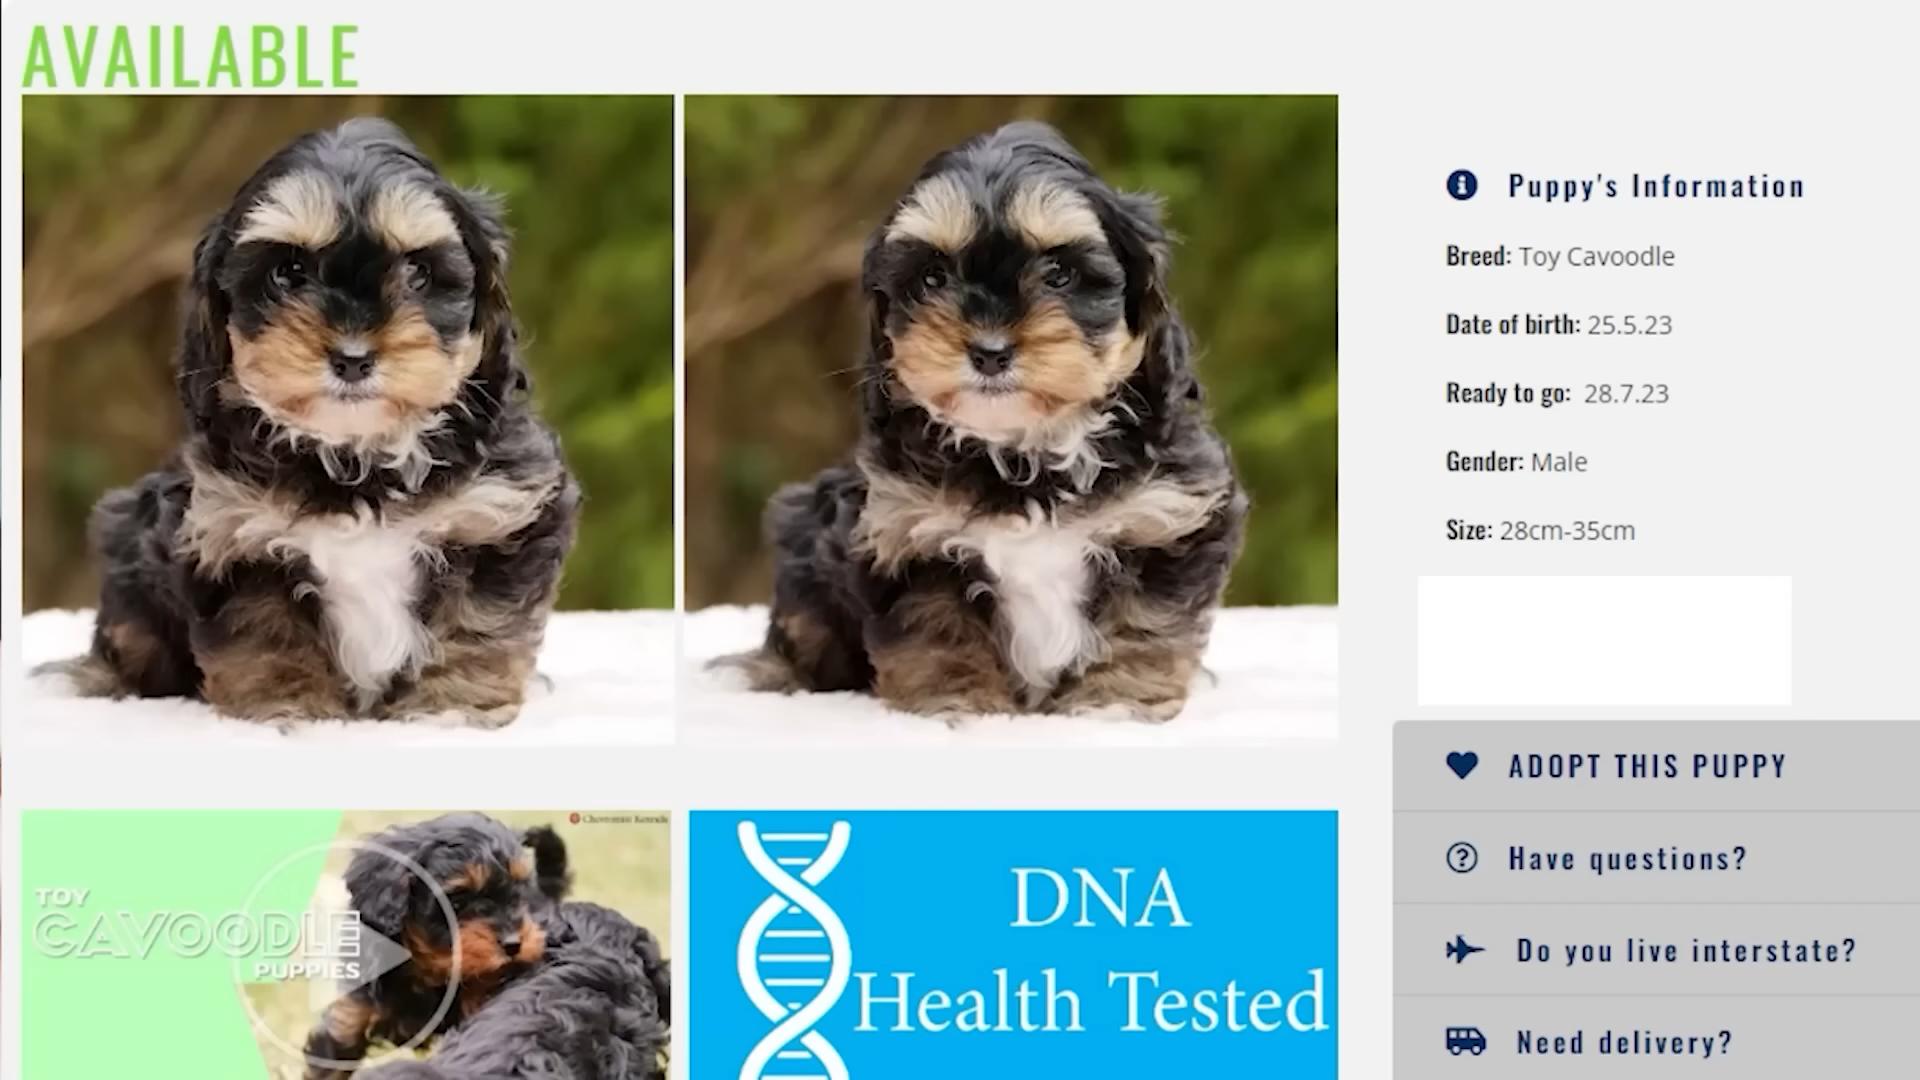 AVAILABLE
Puppy's Information
Breed: Toy Cavoodle
Date of birth: 25.5.23
Ready to go: 28.7.23
Gender: Male
Size: 28cm-35cm
ADOPT THIS PUPPY
Have questions?
Do you live interstate?
Need delivery?
TOY
CAVOODLE
PUPPIES
Chevromist Kennels
DNA
Health Tested